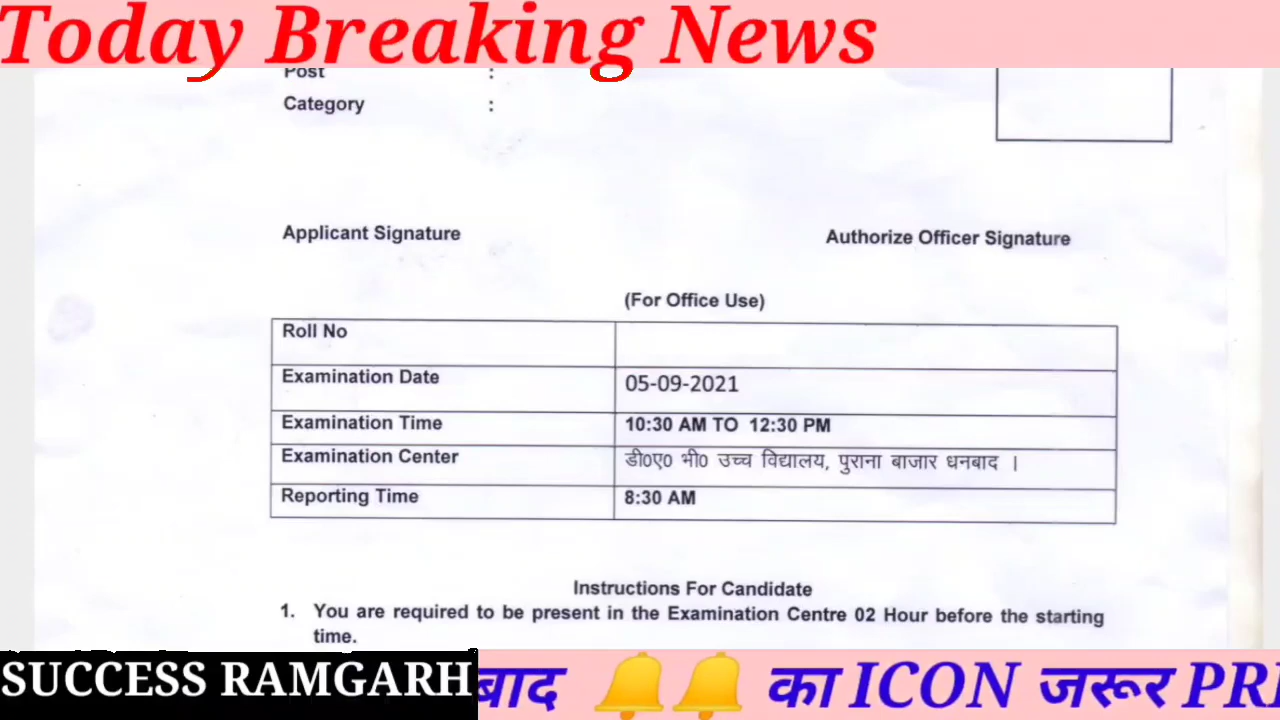 Today Breaking News
Post :
Category :
Applicant Signature
Authorize Officer Signature
(For Office Use)
Roll No
Examination Date 05-09-2021
Examination Time 10:30 AM TO 12:30 PM
Examination Center डी0ए0 भी0 उच्च विद्यालय, पुराना बाजार धनबाद ।
Reporting Time 8:30 AM
Instructions For Candidate
1. You are required to be present in the Examination Centre 02 Hour before the starting
time.
SUCCESS RAMGARH
बाद 🔔🔔 का ICON जरूर PRE